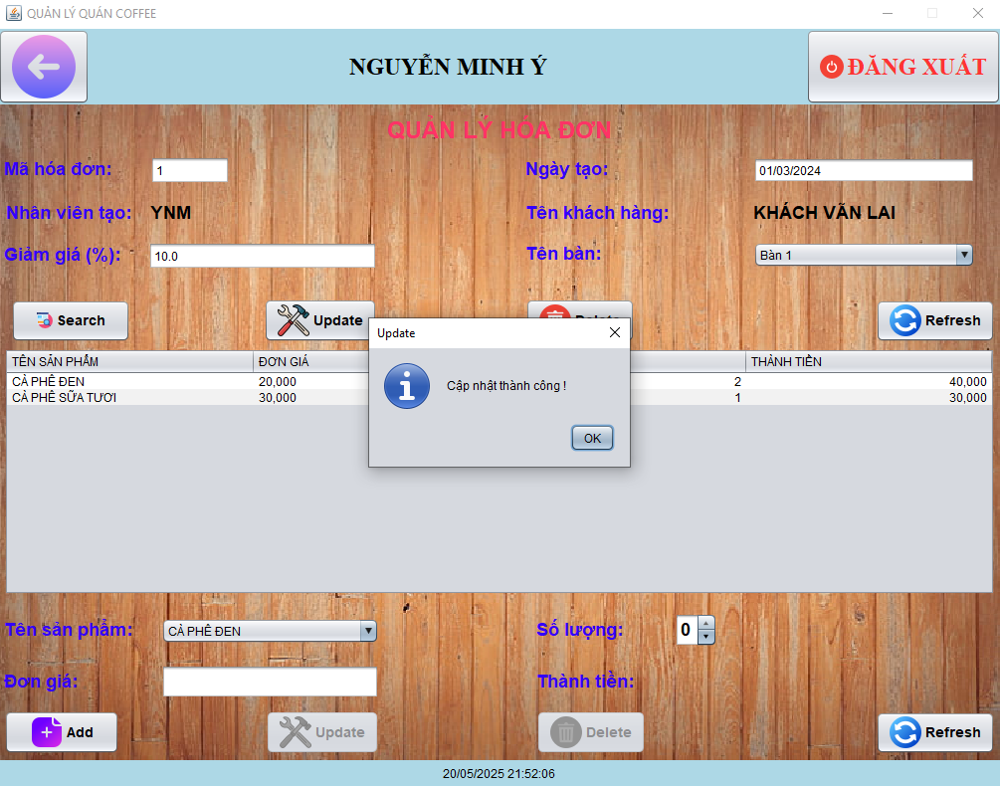 QUẢN LÝ QUÁN COFFEE
NGUYỄN MINH Ý
ĐĂNG XUẤT
QUẢN LÝ HÓA ĐƠN
Mã hóa đơn: 1
Ngày tạo: 01/03/2024
Nhân viên tạo: YNM
Tên khách hàng: KHÁCH VÃN LAI
Giảm giá (%): 10.0
Tên bàn: Bàn 1
Search
Update
Refresh
Update
Cập nhật thành công !
OK
TÊN SẢN PHẨM ĐƠN GIÁ THÀNH TIỀN
CÀ PHÊ ĐEN 20,000 2 40,000
CÀ PHÊ SỮA TƯƠI 30,000 1 30,000
Tên sản phẩm: CÀ PHÊ ĐEN
Số lượng: 0
Đơn giá:
Thành tiền:
Add
Update
Delete
Refresh
20/05/2025 21:52:06